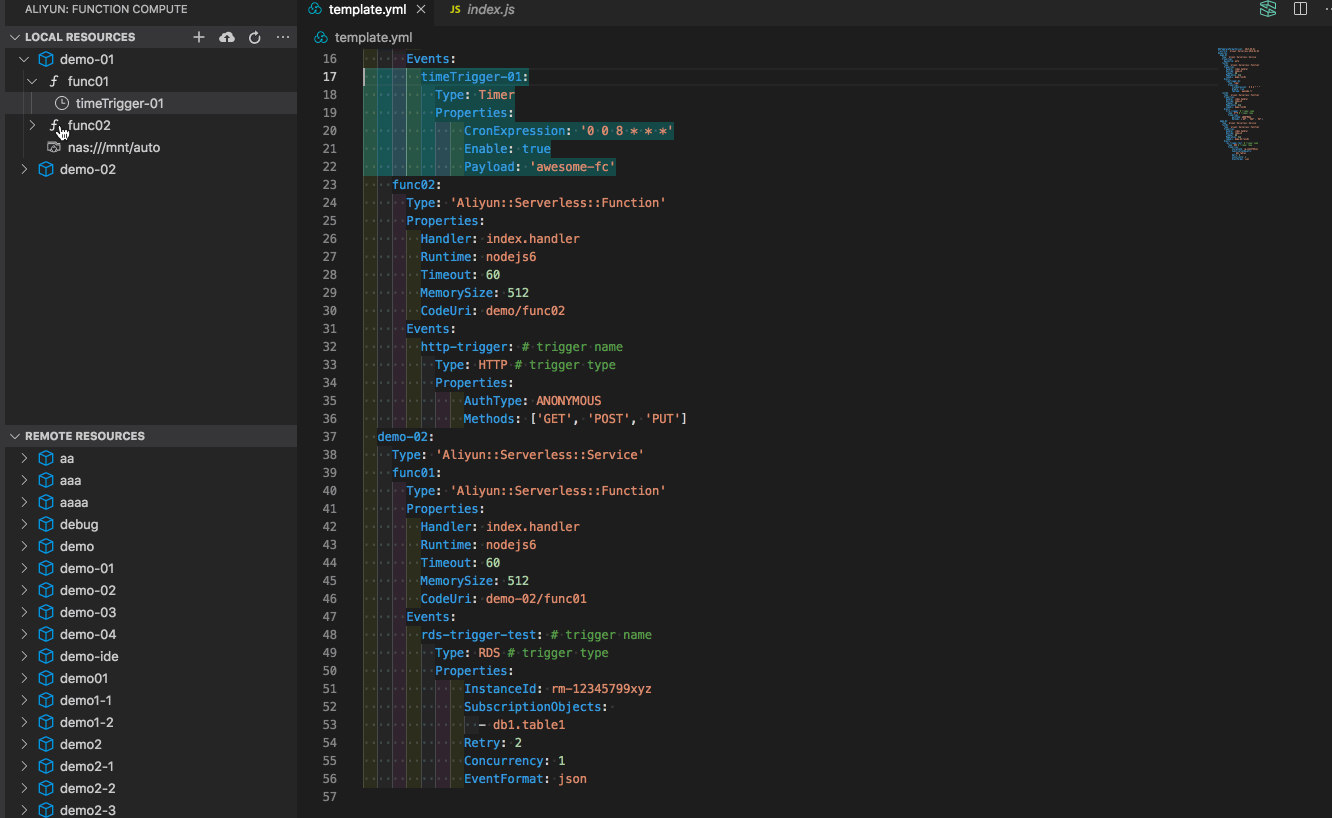 ALIYUN: FUNCTION COMPUTE
LOCAL RESOURCES
demo-01
func01
timeTrigger-01
func02
nas:///mnt/auto
demo-02
REMOTE RESOURCES
aa
aaa
aaaa
debug
demo
demo-01
demo-02
demo-03
demo-04
demo-ide
demo01
demo1-1
demo1-2
demo2
demo2-1
demo2-2
demo2-3
template.yml
JS index.js
template.yml
16 Events:
17 timeTrigger-01:
18 Type: Timer
19 Properties:
20 CronExpression: '0 0 8 * * *'
21 Enable: true
22 Payload: 'awesome-fc'
23 func02:
24 Type: 'Aliyun::Serverless::Function'
25 Properties:
26 Handler: index.handler
27 Runtime: nodejs6
28 Timeout: 60
29 MemorySize: 512
30 CodeUri: demo/func02
31 Events:
32 http-trigger: # trigger name
33 Type: HTTP # trigger type
34 Properties:
35 AuthType: ANONYMOUS
36 Methods: ['GET', 'POST', 'PUT']
37 demo-02:
38 Type: 'Aliyun::Serverless::Service'
39 func01:
40 Type: 'Aliyun::Serverless::Function'
41 Properties:
42 Handler: index.handler
43 Runtime: nodejs6
44 Timeout: 60
45 MemorySize: 512
46 CodeUri: demo-02/func01
47 Events:
48 rds-trigger-test: # trigger name
49 Type: RDS # trigger type
50 Properties:
51 InstanceId: rm-12345799xyz
52 SubscriptionObjects:
53 - db1.table1
54 Retry: 2
55 Concurrency: 1
56 EventFormat: json
57